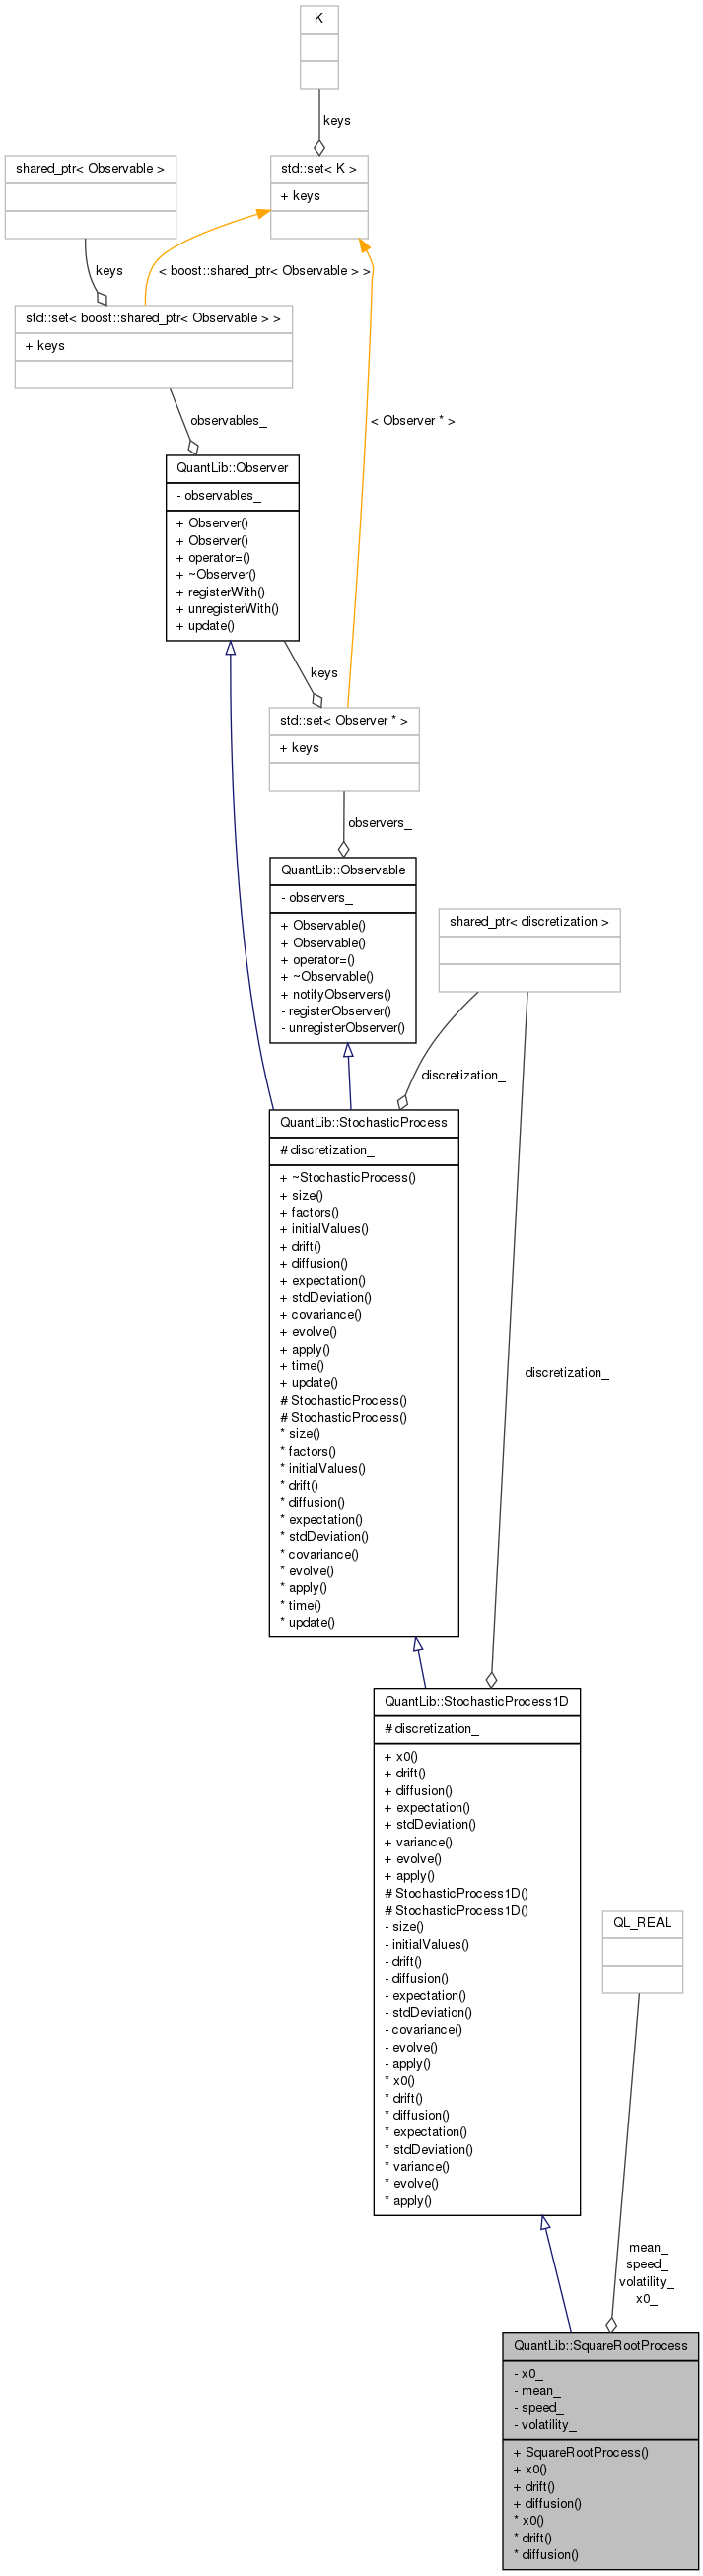 K
keys
shared_ptr< Observable >
std::set< K >
+ keys
keys
< boost::shared_ptr< Observable > >
std::set< boost::shared_ptr< Observable > >
+ keys
observables_
< Observer * >
QuantLib::Observer
- observables_
+ Observer()
+ Observer()
+ operator=()
+ ~Observer()
+ registerWith()
+ unregisterWith()
+ update()
keys
std::set< Observer * >
+ keys
observers_
QuantLib::Observable
- observers_
+ Observable()
+ Observable()
+ operator=()
+ ~Observable()
+ notifyObservers()
- registerObserver()
- unregisterObserver()
shared_ptr< discretization >
discretization_
QuantLib::StochasticProcess
# discretization_
+ ~StochasticProcess()
+ size()
+ factors()
+ initialValues()
+ drift()
+ diffusion()
+ expectation()
+ stdDeviation()
+ covariance()
+ evolve()
+ apply()
+ time()
+ update()
# StochasticProcess()
# StochasticProcess()
* size()
* factors()
* initialValues()
* drift()
* diffusion()
* expectation()
* stdDeviation()
* covariance()
* evolve()
* apply()
* time()
* update()
discretization_
QuantLib::StochasticProcess1D
# discretization_
+ x0()
+ drift()
+ diffusion()
+ expectation()
+ stdDeviation()
+ variance()
+ evolve()
+ apply()
# StochasticProcess1D()
# StochasticProcess1D()
- size()
- initialValues()
- drift()
- diffusion()
- expectation()
- stdDeviation()
- covariance()
- evolve()
- apply()
* x0()
* drift()
* diffusion()
* expectation()
* stdDeviation()
* variance()
* evolve()
* apply()
QL_REAL
mean_
speed_
volatility_
x0_
QuantLib::SquareRootProcess
- x0_
- mean_
- speed_
- volatility_
+ SquareRootProcess()
+ x0()
+ drift()
+ diffusion()
* x0()
* drift()
* diffusion()